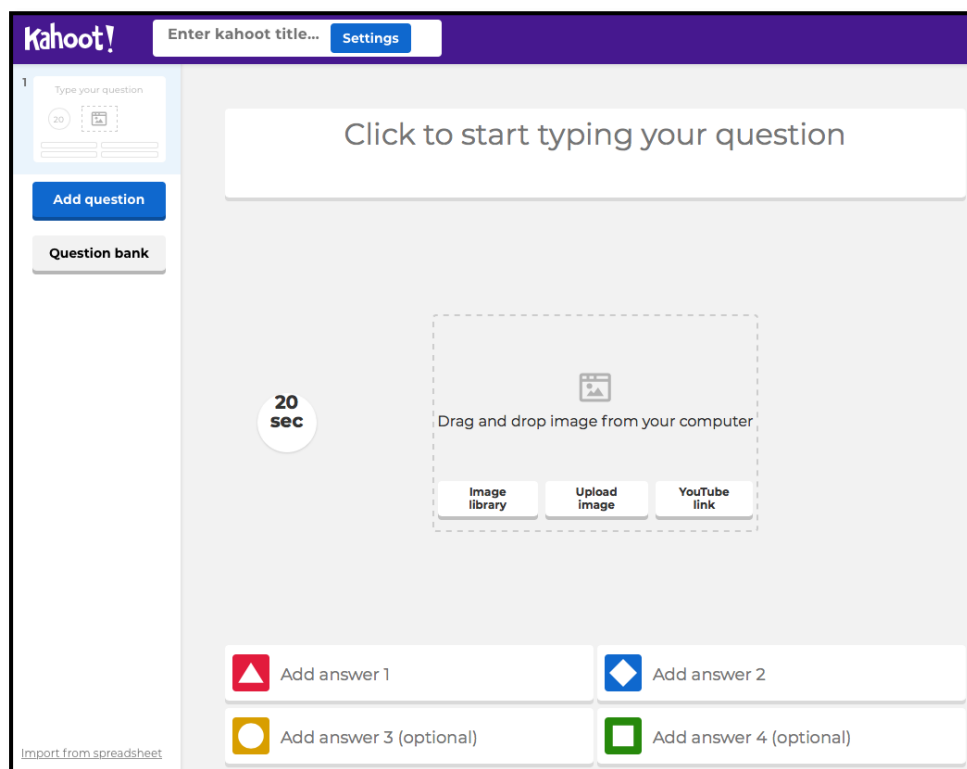 Kahoot!
Enter kahoot title...
Settings
1
Type your question
20
Add question
Question bank
Import from spreadsheet
Click to start typing your question
20
sec
Drag and drop image from your computer
Image
library
Upload
image
YouTube
link
Add answer 1
Add answer 2
Add answer 3 (optional)
Add answer 4 (optional)